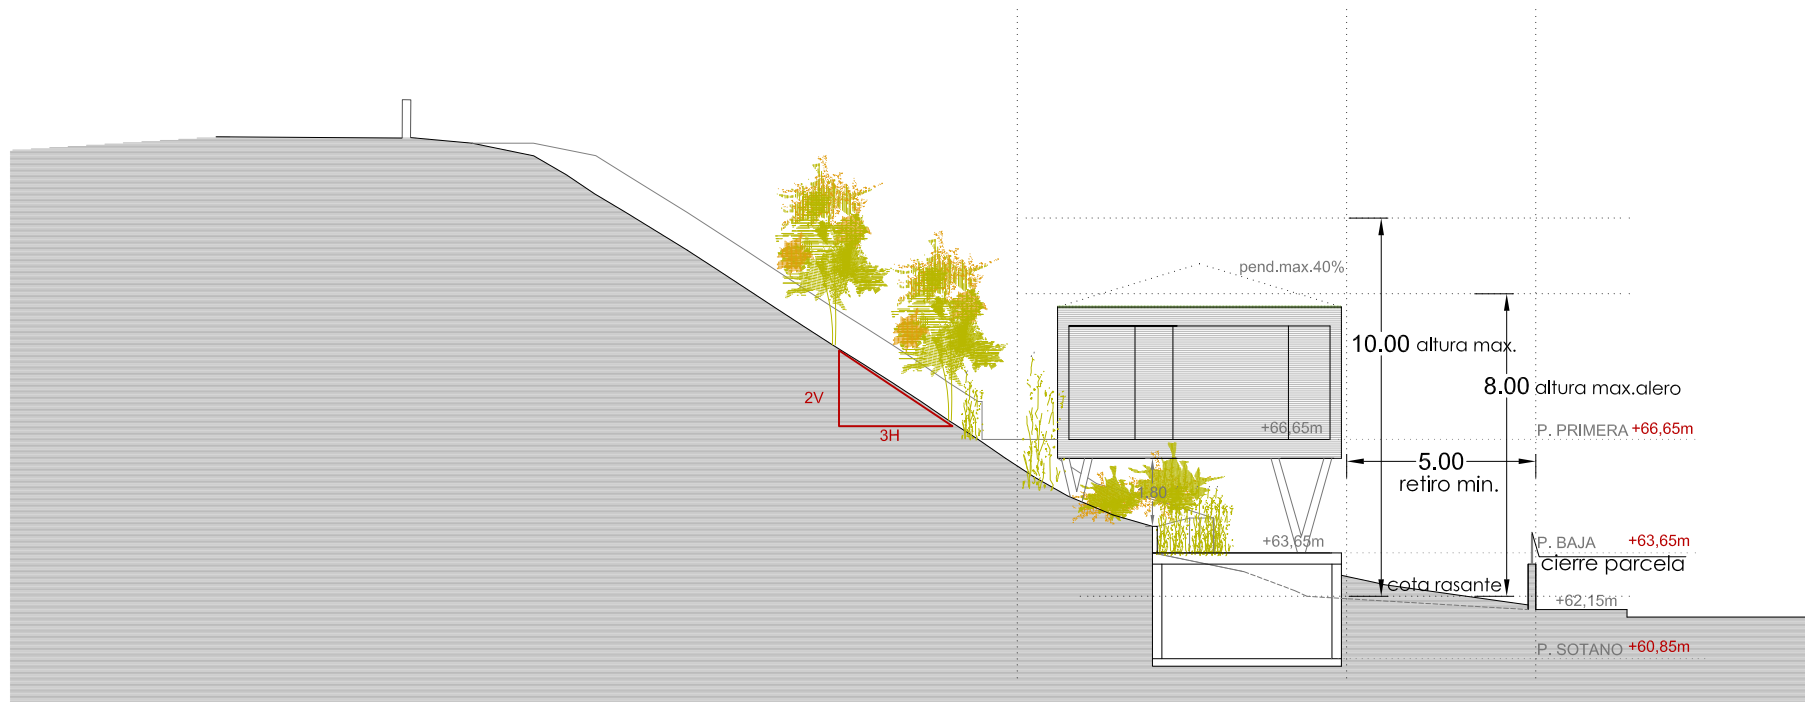 pend.max.40%
10.00 altura max.
8.00 altura max.alero
2V
3H
+66,65m
P. PRIMERA +66,65m
5.00
retiro min.
1.80
+63,65m
P. BAJA +63,65m
cierre parcela
cota rasante
+62,15m
P. SOTANO +60,85m